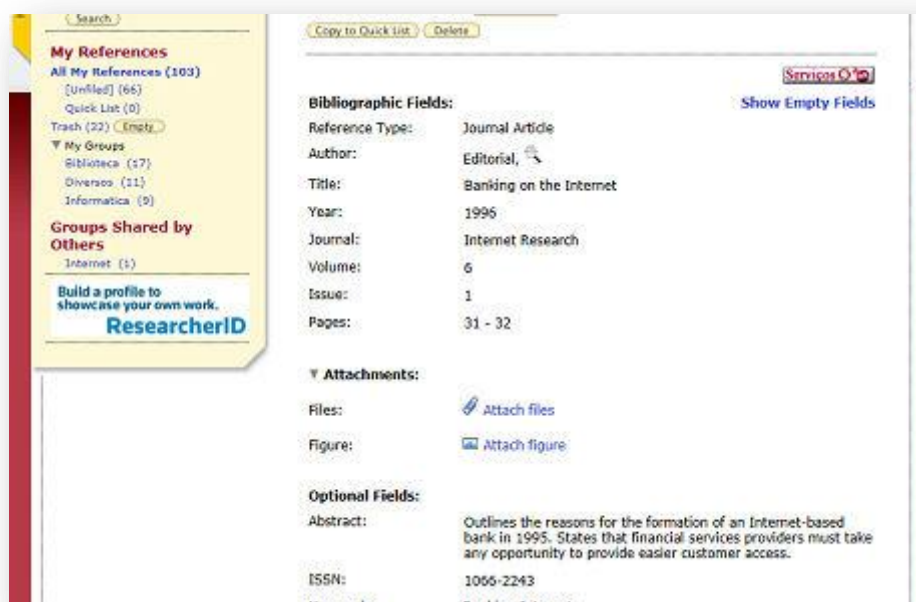 Search
My References
All My References (103)
[Unfiled] (66)
Quick List (0)
Trash (22) Empty
▼ My Groups
Biblioteca (17)
Diversos (11)
Informatica (9)
Groups Shared by
Others
Internet (1)
Build a profile to
showcase your own work.
ResearcherID
Copy to Quick List Delete
Serviços
Bibliographic Fields: Show Empty Fields
Reference Type: Journal Article
Author: Editorial,
Title: Banking on the Internet
Year: 1996
Journal: Internet Research
Volume: 6
Issue: 1
Pages: 31 - 32
▼ Attachments:
Files: Attach files
Figure: Attach figure
Optional Fields:
Abstract: Outlines the reasons for the formation of an Internet-based
bank in 1995. States that financial services providers must take
any opportunity to provide easier customer access.
ISSN: 1066-2243